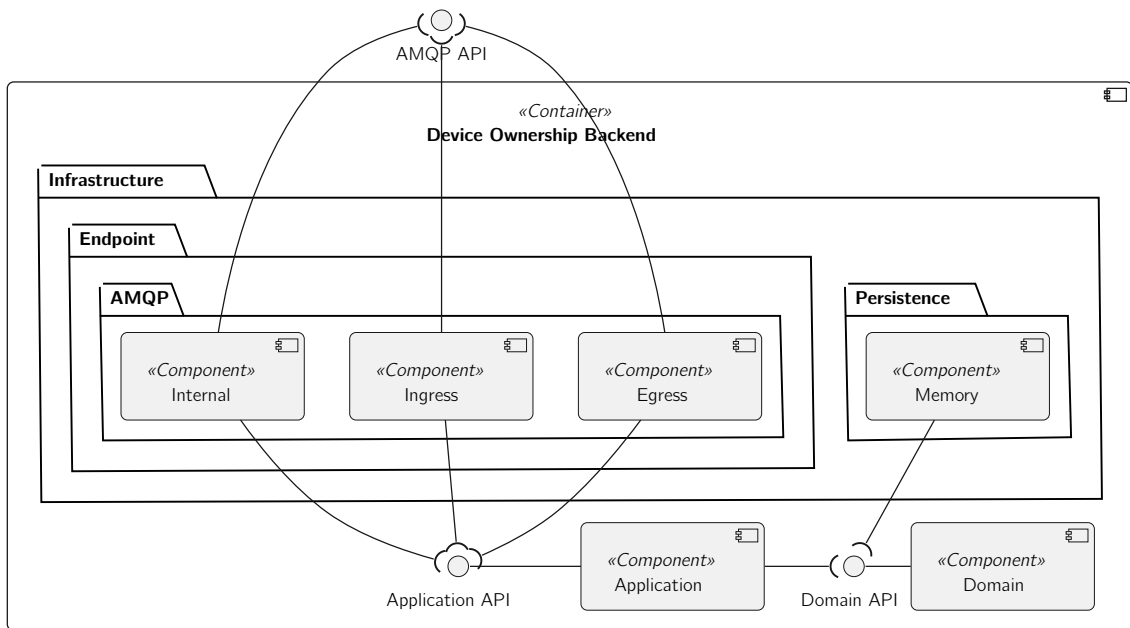 AMQP API
«Container»
Device Ownership Backend
Infrastructure
Endpoint
AMQP
Persistence
«Component»
Internal
«Component»
Ingress
«Component»
Egress
«Component»
Memory
Application API
«Component»
Application
Domain API
«Component»
Domain